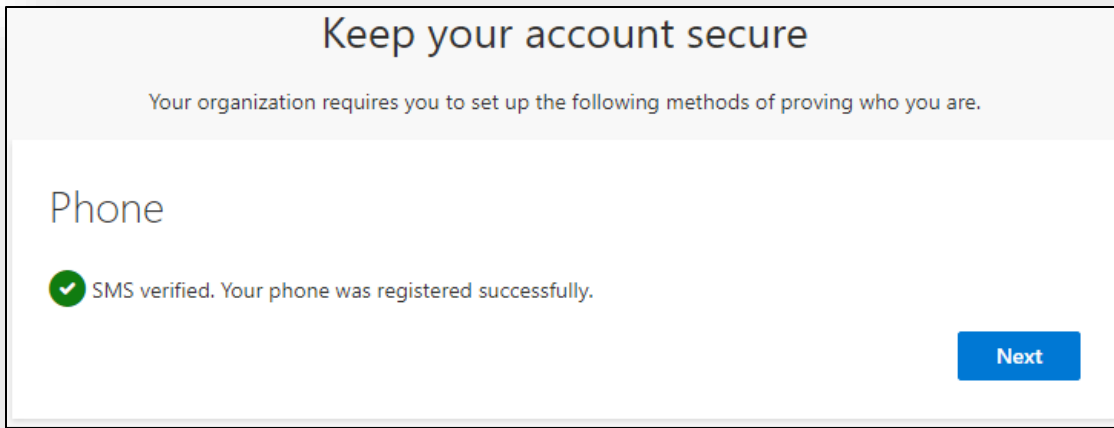 Keep your account secure
Your organization requires you to set up the following methods of proving who you are.
Phone
SMS verified. Your phone was registered successfully.
Next